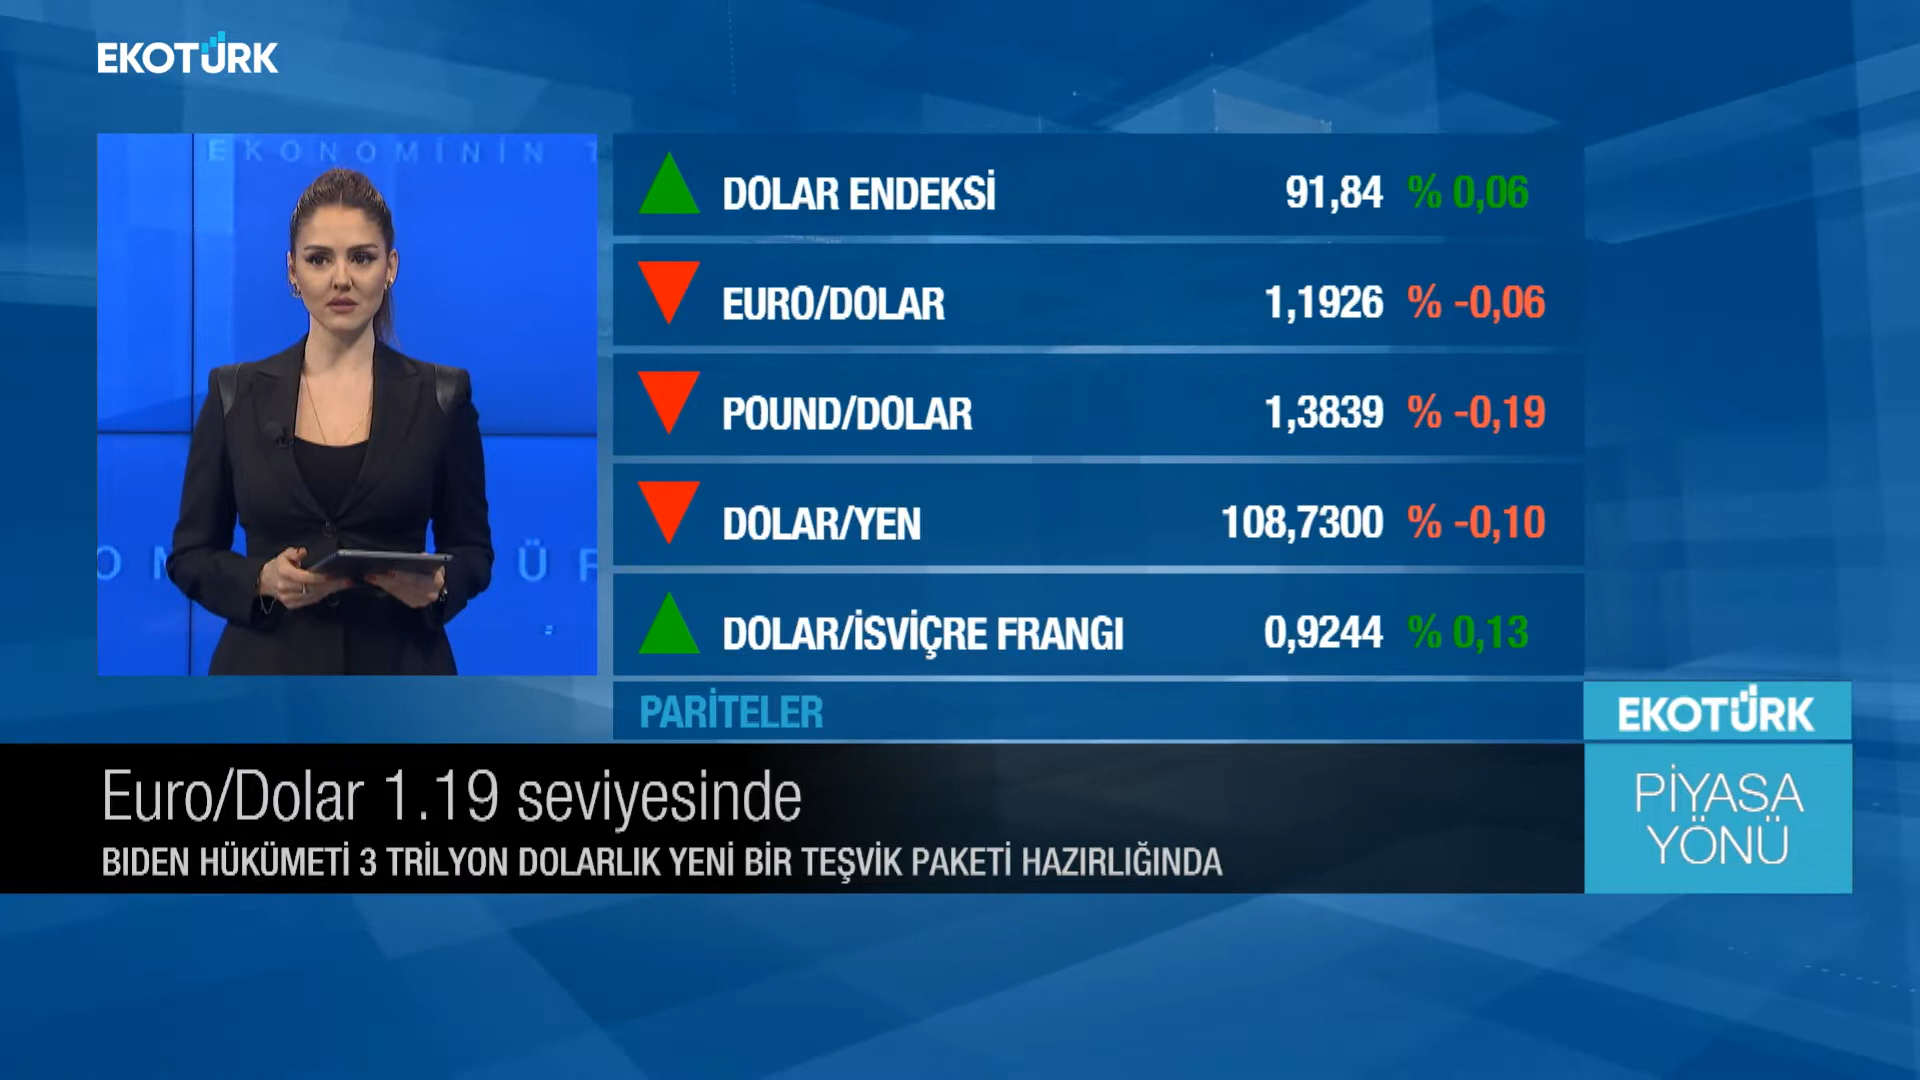 EKOTÜRK
EKONOMİNİN
DOLAR ENDEKSİ 91,84 % 0,06
EURO/DOLAR 1,1926 % -0,06
POUND/DOLAR 1,3839 % -0,19
DOLAR/YEN 108,7300 % -0,10
DOLAR/İSVİÇRE FRANGI 0,9244 % 0,13
PARİTELER
EKOTÜRK
PİYASA
YÖNÜ
Euro/Dolar 1.19 seviyesinde
BIDEN HÜKÜMETİ 3 TRİLYON DOLARLIK YENİ BİR TEŞVİK PAKETİ HAZIRLIĞINDA